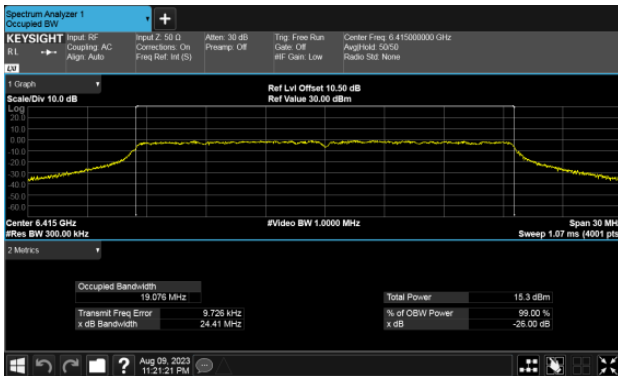 Spectrum Analyzer 1
Occupied BW
KEYSIGHT
Input: RF
Coupling: AC
Align: Auto
Input Z: 50 Ω
Corrections: On
Freq Ref: Int (S)
Atten: 30 dB
Preamp: Off
Trig: Free Run
Gate: Off
#IF Gain: Low
Center Freq: 6.415000000 GHz
Avg|Hold: 50/50
Radio Std: None
R L
LXI
1 Graph
Ref Lvl Offset 10.50 dB
Scale/Div 10.0 dB
Ref Value 30.00 dBm
Log
20.0
10.0
0.00
-10.0
-20.0
-30.0
-40.0
-50.0
-60.0
Center 6.415 GHz
#Video BW 1.0000 MHz
Span 30 MHz
#Res BW 300.00 kHz
Sweep 1.07 ms (4001 pts
2 Metrics
Occupied Bandwidth
19.076 MHz
Total Power
15.3 dBm
Transmit Freq Error
9.726 kHz
% of OBW Power
99.00 %
x dB Bandwidth
24.41 MHz
x dB
-26.00 dB
?
Aug 09, 2023
11:21:21 PM